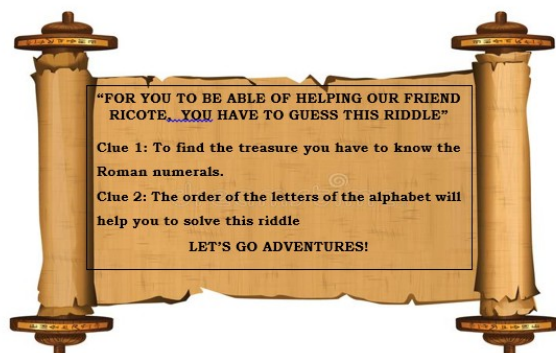 “FOR YOU TO BE ABLE OF HELPING OUR FRIEND
RICOTE, YOU HAVE TO GUESS THIS RIDDLE”
Clue 1: To find the treasure you have to know the
Roman numerals.
Clue 2: The order of the letters of the alphabet will
help you to solve this riddle
LET’S GO ADVENTURES!